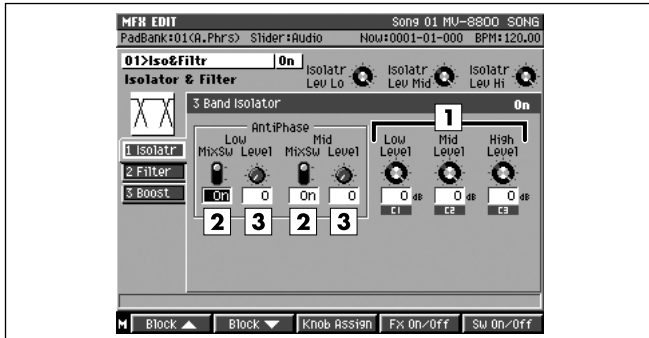 MFX EDIT Song 01 MV-8800 SONG
PadBank:01(A.Phrs) Slider:Audio Now:0001-01-000 BPM:120.00
01>Iso&Filtr On
Isolator & Filter
Isolatr Lev Lo
Isolatr Lev Mid
Isolatr Lev Hi
3 Band Isolator On
1 Isolatr
2 Filter
3 Boost
AntiPhase
Low Mid
MixSw Level MixSw Level
On 0 On 0
2 3 2 3
1
Low Level
Mid Level
High Level
0 dB 0 dB 0 dB
C1 C2 C3
M Block ▲ Block ▼ Knob Assign FX On/Off Sw On/Off